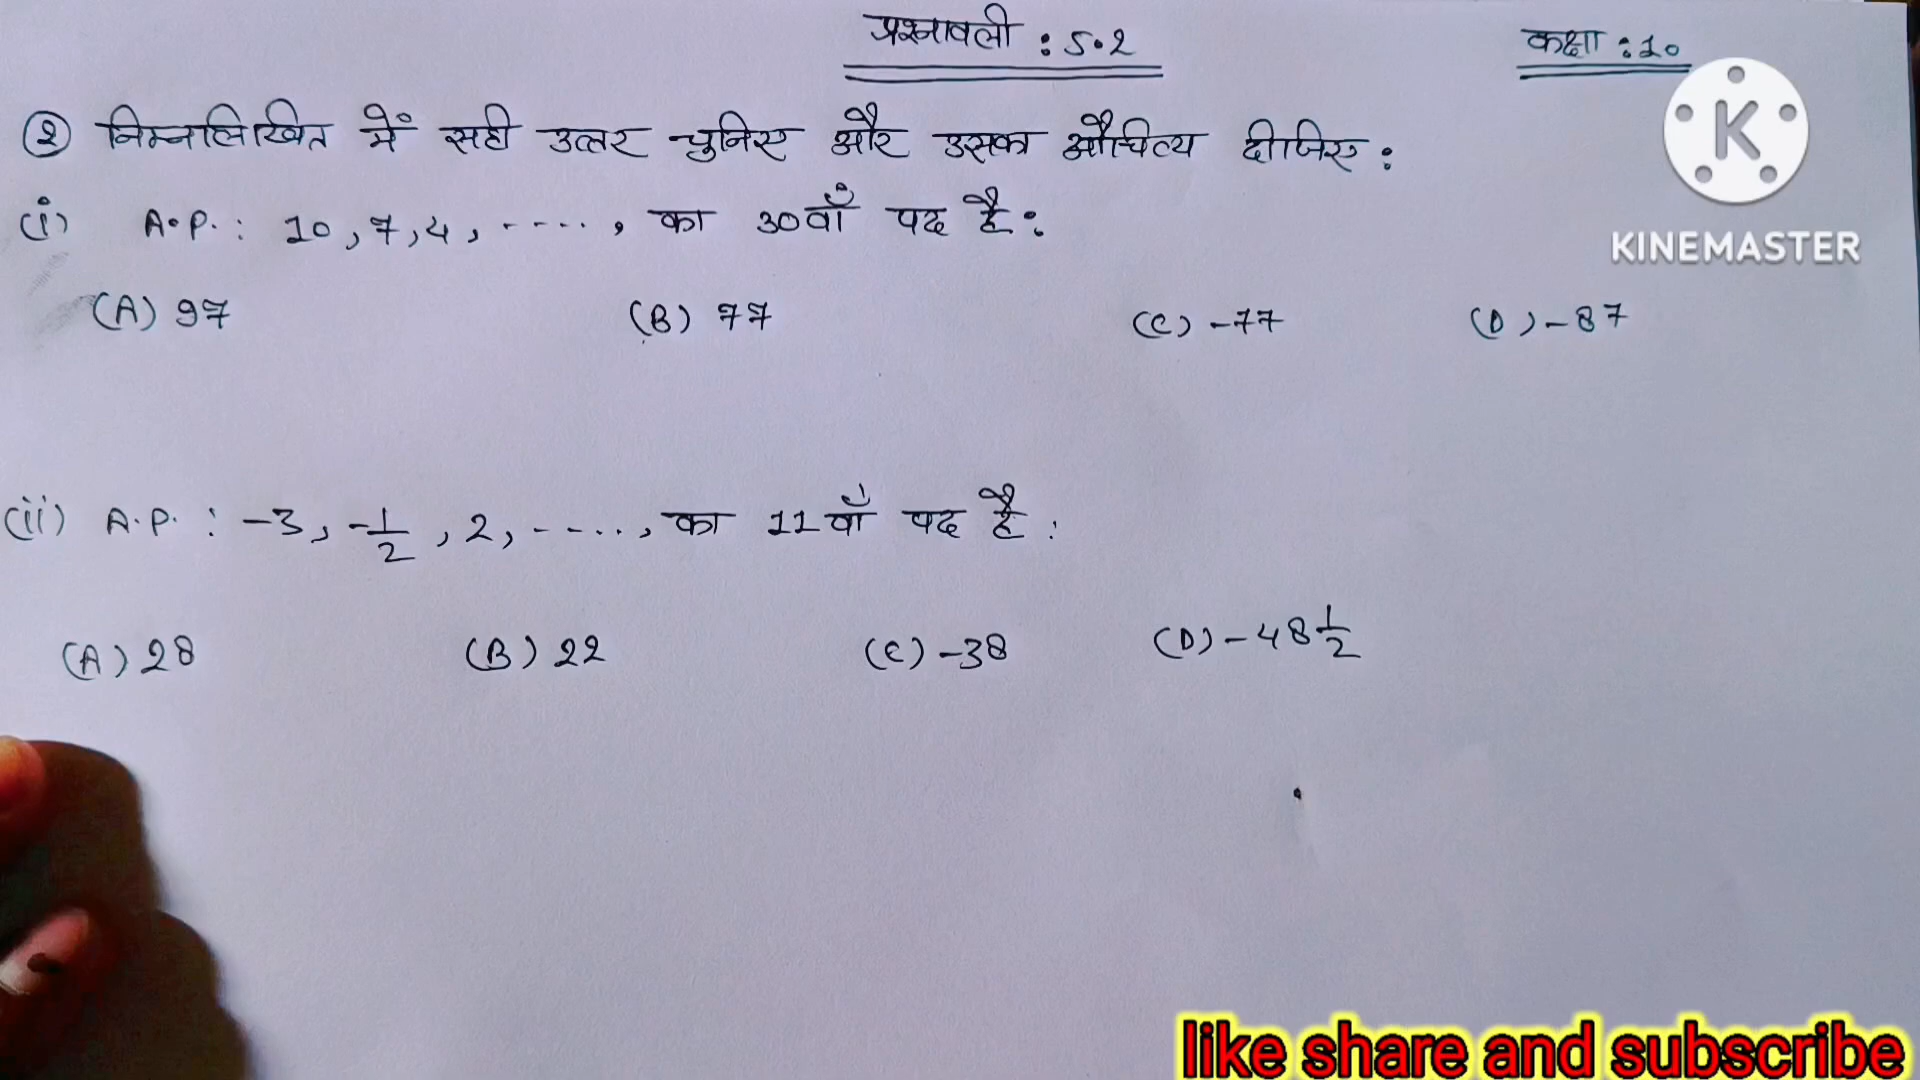 प्रश्नावली : 5.2
कक्षा : 10
② निम्नलिखित में सही उत्तर चुनिए और उसका औचित्य दीजिए :
(i) A.P. : 10, 7, 4, ....., का 30वाँ पद है :
(A) 97 (B) 77 (C) -77 (D) -87
(ii) A.P. : -3, -1/2, 2, ....., का 11वाँ पद है :
(A) 28 (B) 22 (C) -38 (D) -48 1/2
K
KINEMASTER
like share and subscribe